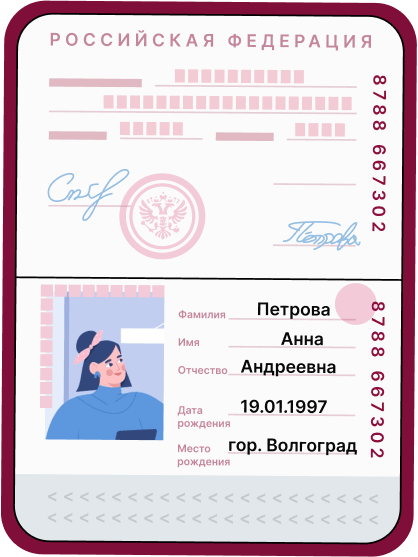 РОССИЙСКАЯ ФЕДЕРАЦИЯ
8788 667302
Петрова
Фамилия Петрова
Имя Анна
Отчество Андреевна
Дата рождения 19.01.1997
Место рождения гор. Волгоград
8788 667302
< < < < < < < < < < < < < < < < < < < <
< < < < < < < < < < < < < < < < < < < <